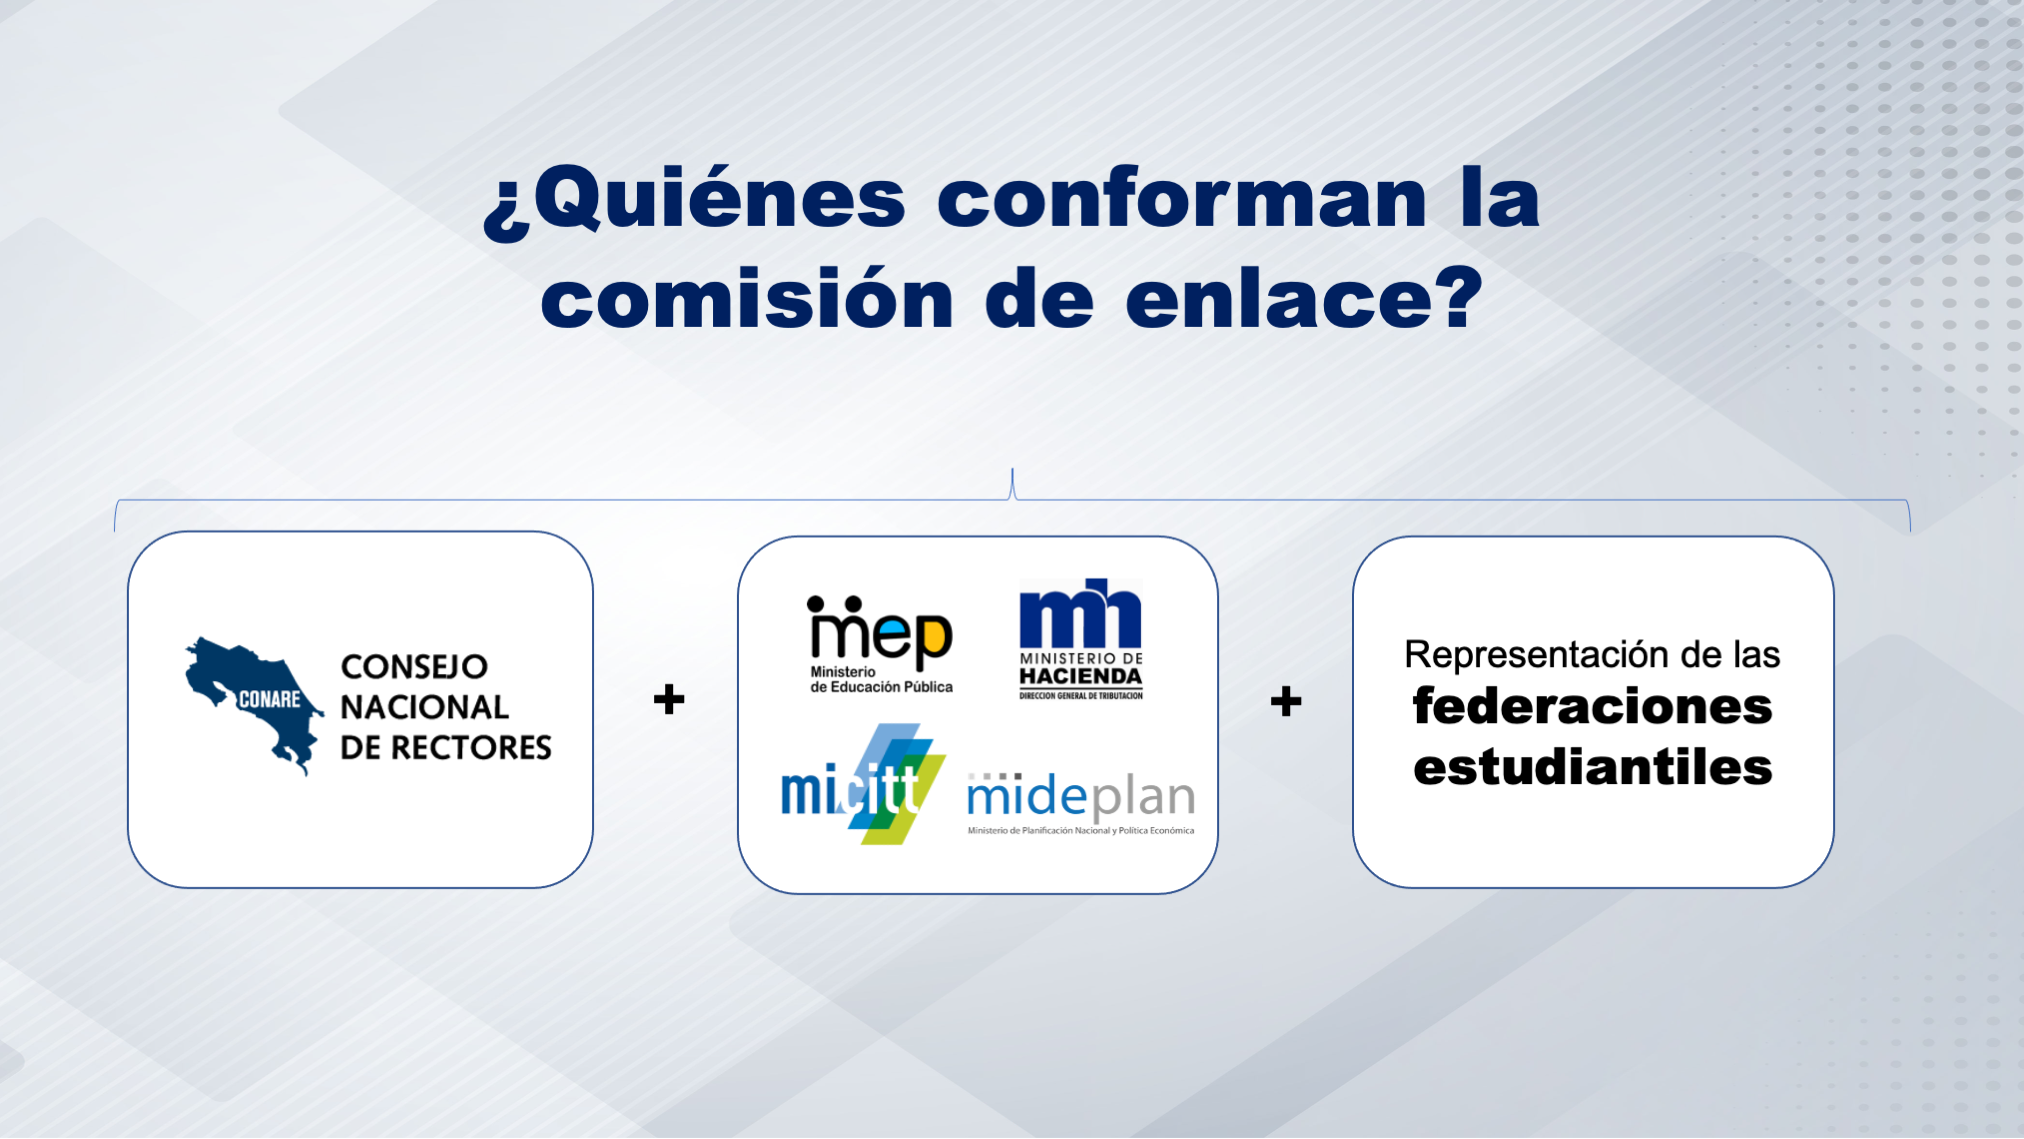 ¿Quiénes conforman la
comisión de enlace?
CONARE
CONSEJO
NACIONAL
DE RECTORES
+
mep
Ministerio
de Educación Pública
mh
MINISTERIO DE
HACIENDA
DIRECCION GENERAL DE TRIBUTACION
micitt
mideplan
Ministerio de Planificación Nacional y Política Económica
+
Representación de las
federaciones
estudiantiles